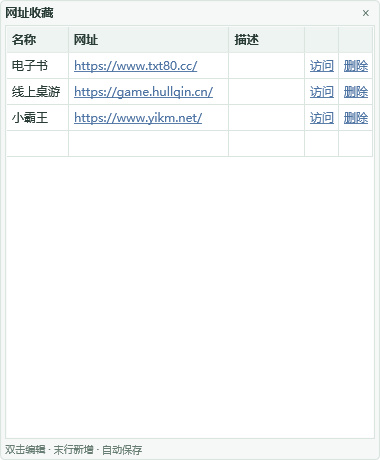 网址收藏 ×
名称 网址 描述
电子书 https://www.txt80.cc/ 访问 删除
线上桌游 https://game.hullqin.cn/ 访问 删除
小霸王 https://www.yikm.net/ 访问 删除
双击编辑 · 末行新增 · 自动保存